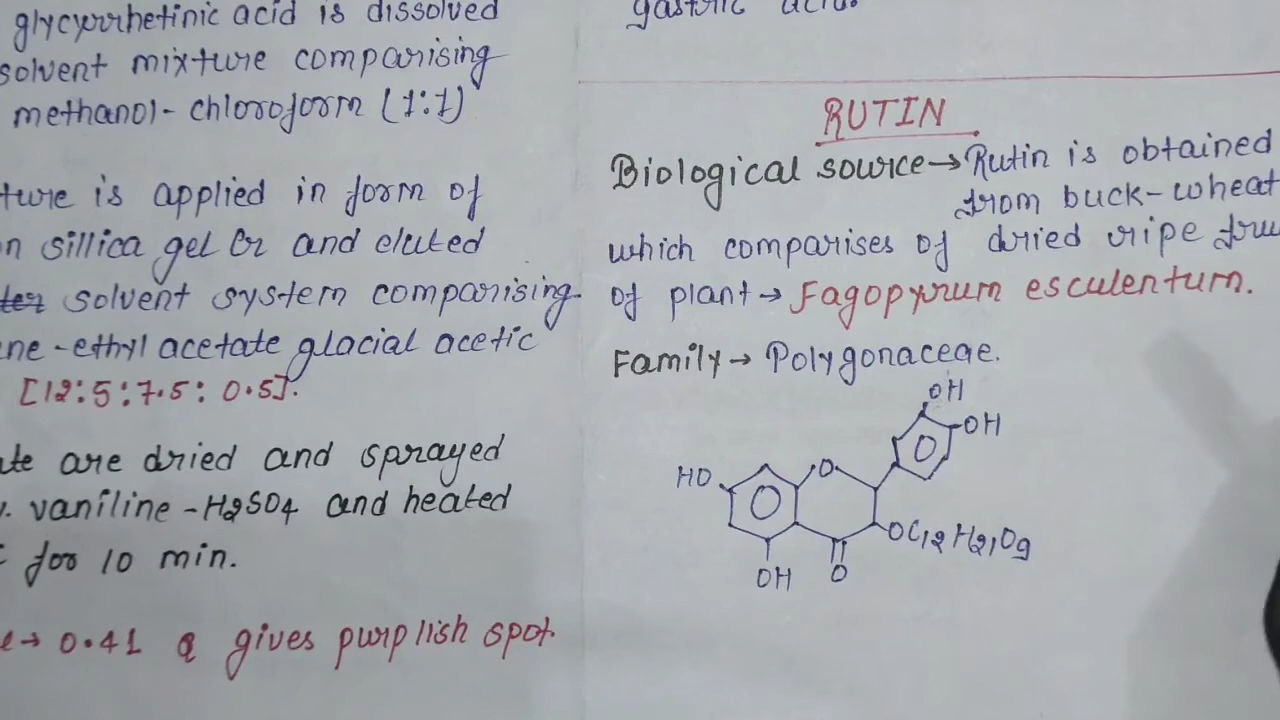 glycyrrhetinic acid is dissolved
solvent mixture comparising
methanol-chloroform (1:1)
ture is applied in form of
n sillica gel Gr and eluted
solvent system comparising
ne-ethyl acetate glacial acetic
[12:5:7.5:0.5].
ate are dried and sprayed
vaniline-H2SO4 and heated
for 10 min.
→ 0.41 & gives purplish spot.
gastric acid.
RUTIN
Biological source→Rutin is obtained
from buck-wheat
which comparises of dried ripe fru
of plant→Fagopyrum esculentum.
Family→Polygonaceae.
OH
OH
HO
O
OC12H21O9
OH
O